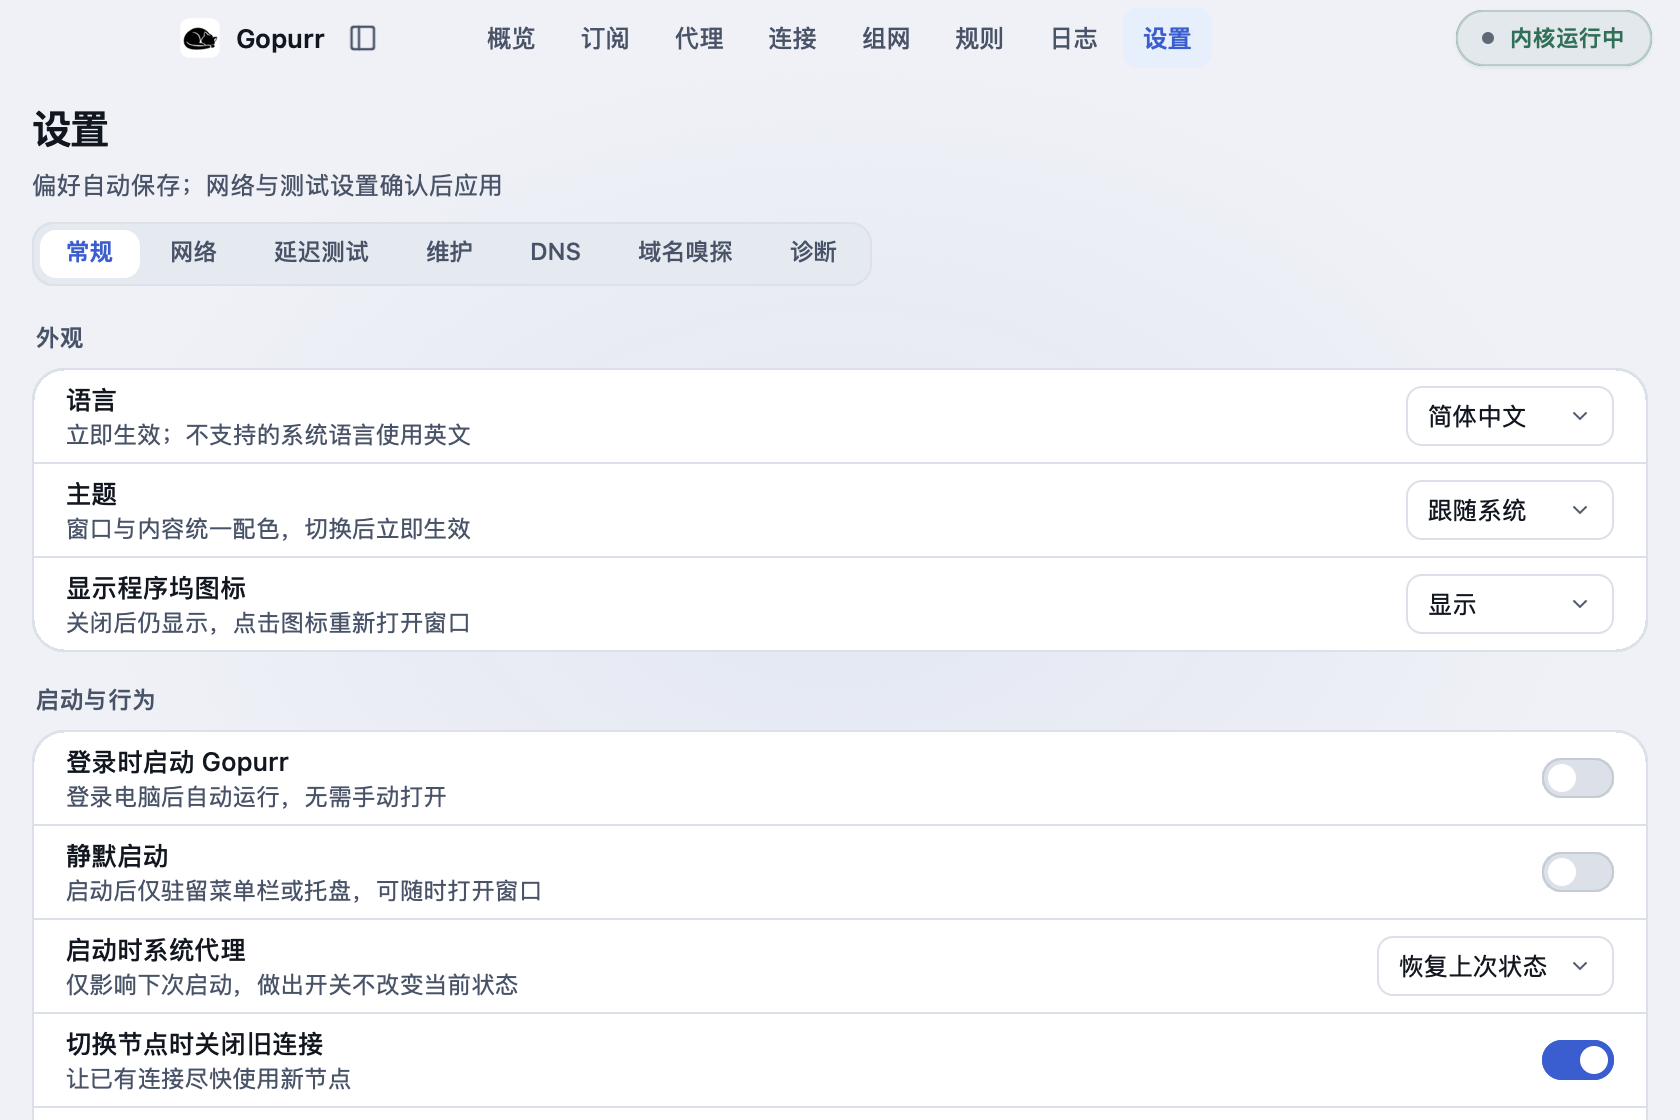 Gopurr
概览 订阅 代理 连接 组网 规则 日志 设置
内核运行中
设置
偏好自动保存；网络与测试设置确认后应用
常规 网络 延迟测试 维护 DNS 域名嗅探 诊断
外观
语言
立即生效；不支持的系统语言使用英文
简体中文
主题
窗口与内容统一配色，切换后立即生效
跟随系统
显示程序坞图标
关闭后仍显示，点击图标重新打开窗口
显示
启动与行为
登录时启动 Gopurr
登录电脑后自动运行，无需手动打开
静默启动
启动后仅驻留菜单栏或托盘，可随时打开窗口
启动时系统代理
仅影响下次启动，做出开关不改变当前状态
恢复上次状态
切换节点时关闭旧连接
让已有连接尽快使用新节点